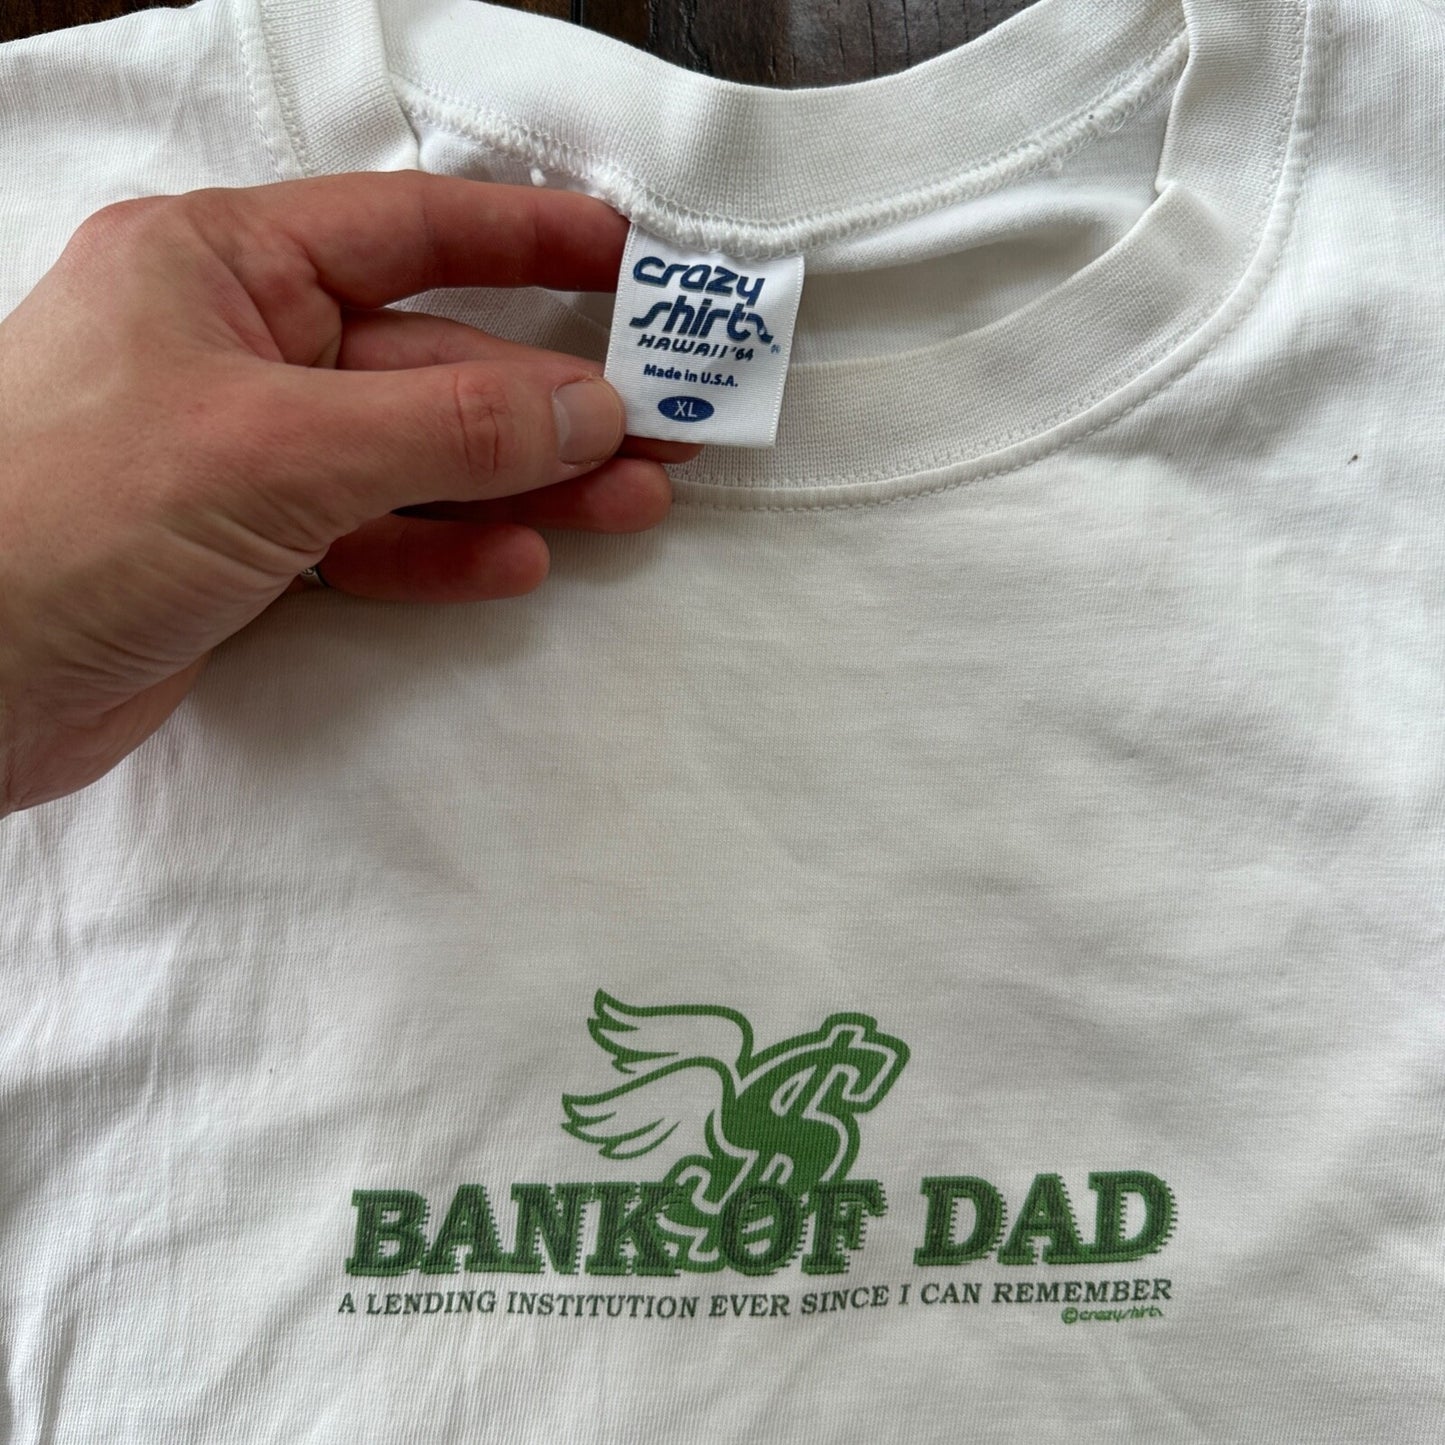 crazy
shirts®
HAWAII '64
Made in U.S.A.
XL
$
BANK OF DAD
A LENDING INSTITUTION EVER SINCE I CAN REMEMBER
©crazyshirts